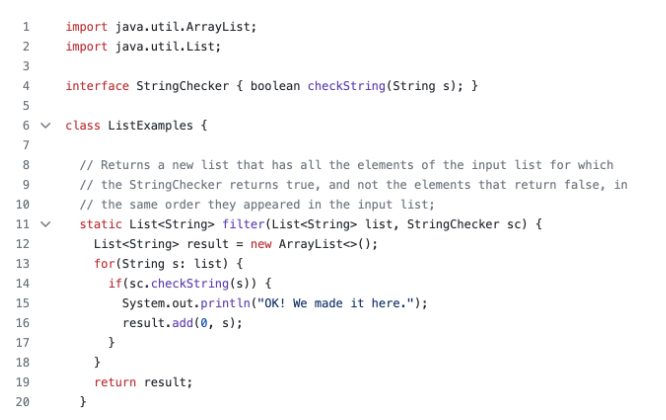 1 import java.util.ArrayList;
2 import java.util.List;
3
4 interface StringChecker { boolean checkString(String s); }
5
6 class ListExamples {
7
8   // Returns a new list that has all the elements of the input list for which
9   // the StringChecker returns true, and not the elements that return false, in
10   // the same order they appeared in the input list;
11   static List<String> filter(List<String> list, StringChecker sc) {
12     List<String> result = new ArrayList<>();
13     for(String s: list) {
14       if(sc.checkString(s)) {
15         System.out.println("OK! We made it here.");
16         result.add(0, s);
17       }
18     }
19     return result;
20   }